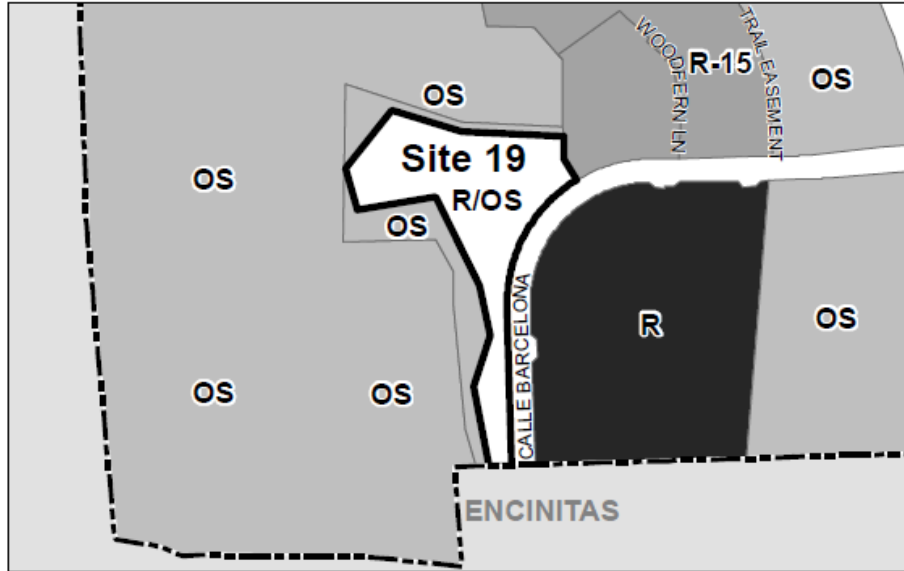 WOODFERN LN
R-15
TRAIL EASEMENT
OS
OS
Site 19
R/OS
OS
OS
CALLE BARCELONA
R
OS
OS
OS
ENCINITAS